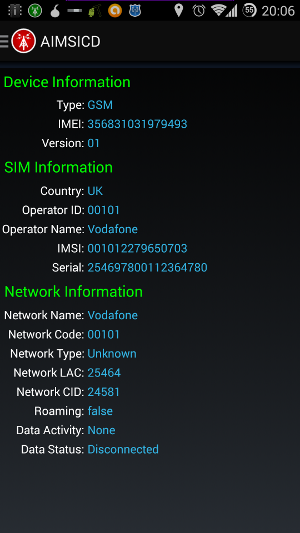 55 20:06
AIMSICD
Device Information
Type: GSM
IMEI: 356831031979493
Version: 01
SIM Information
Country: UK
Operator ID: 00101
Operator Name: Vodafone
IMSI: 001012279650703
Serial: 254697800112364780
Network Information
Network Name: Vodafone
Network Code: 00101
Network Type: Unknown
Network LAC: 25464
Network CID: 24581
Roaming: false
Data Activity: None
Data Status: Disconnected